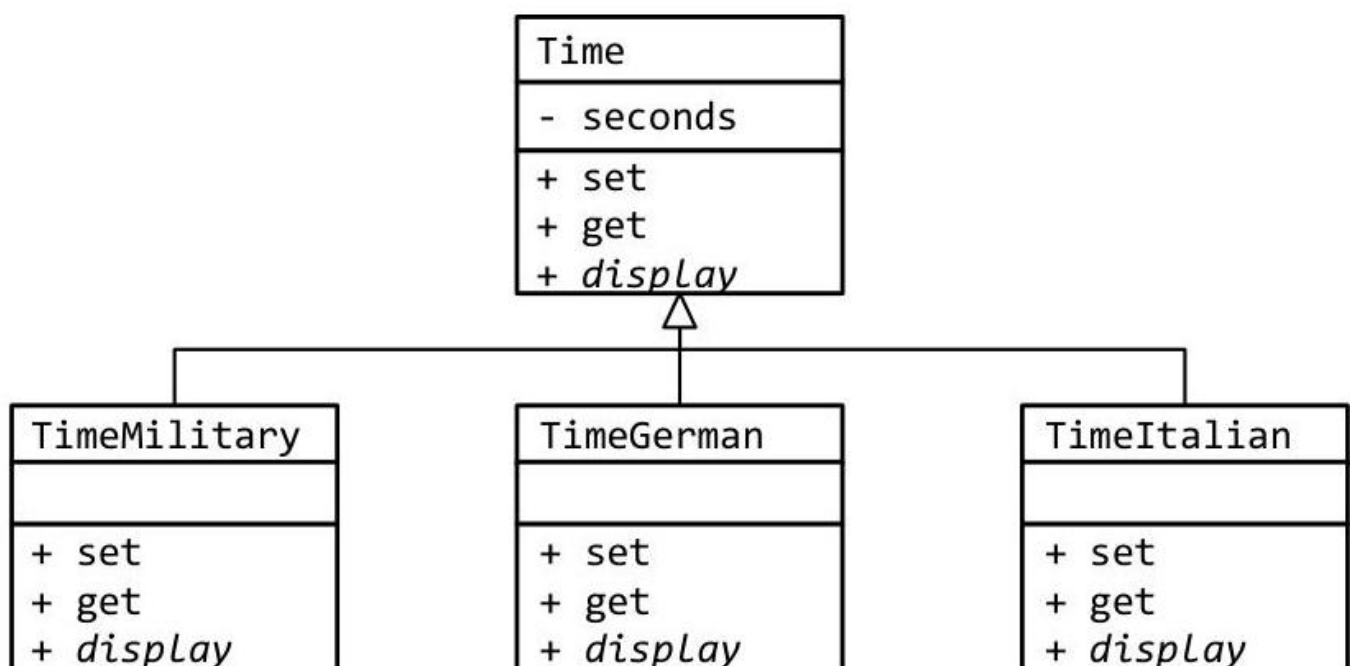 Time
- seconds
+ set
+ get
+ display
TimeMilitary
+ set
+ get
+ display
TimeGerman
+ set
+ get
+ display
TimeItalian
+ set
+ get
+ display